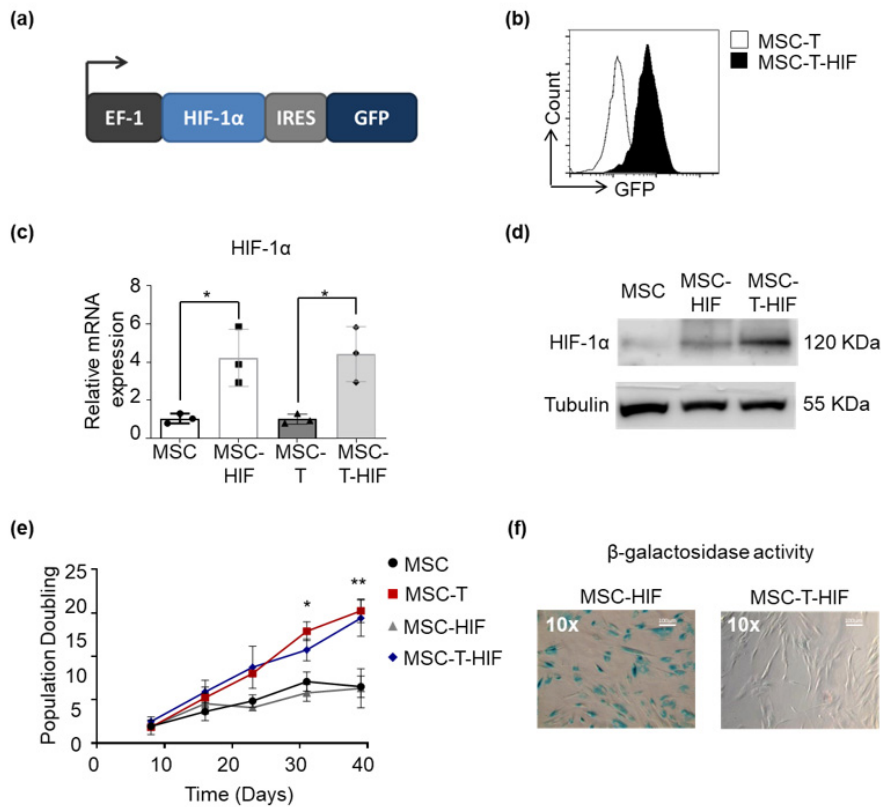 (a)
EF-1 HIF-1α IRES GFP
(b)
Count
GFP
MSC-T
MSC-T-HIF
(c)
HIF-1α
Relative mRNA
expression
8
6
4
2
0
*
*
MSC
MSC-
HIF
MSC-
T
MSC-
T-HIF
(d)
MSC
MSC-
HIF
MSC-
T-HIF
HIF-1α
120 KDa
Tubulin
55 KDa
(e)
Population Doubling
25
20
15
10
5
0
0 10 20 30 40
Time (Days)
*
**
MSC
MSC-T
MSC-HIF
MSC-T-HIF
(f)
β-galactosidase activity
MSC-HIF
10x
100µm
MSC-T-HIF
10x
100µm